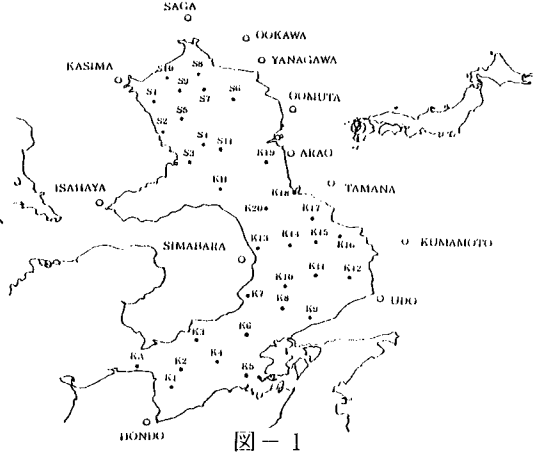 SAGA
OOKAWA
YANAGAWA
KASIMA
S10
S8
S9
S1
S7
S6
OOMUTA
S5
S2
S4
S11
S3
K19
ARAO
K11
K18
TAMANA
ISAHAYA
K20
K17
K13
K14
K15
K16
KUMAMOTO
SIMABARA
K10
K11
K12
K7
K8
K9
UDO
K3
K6
KA
K2
K4
K1
K5
HONDO
図－1